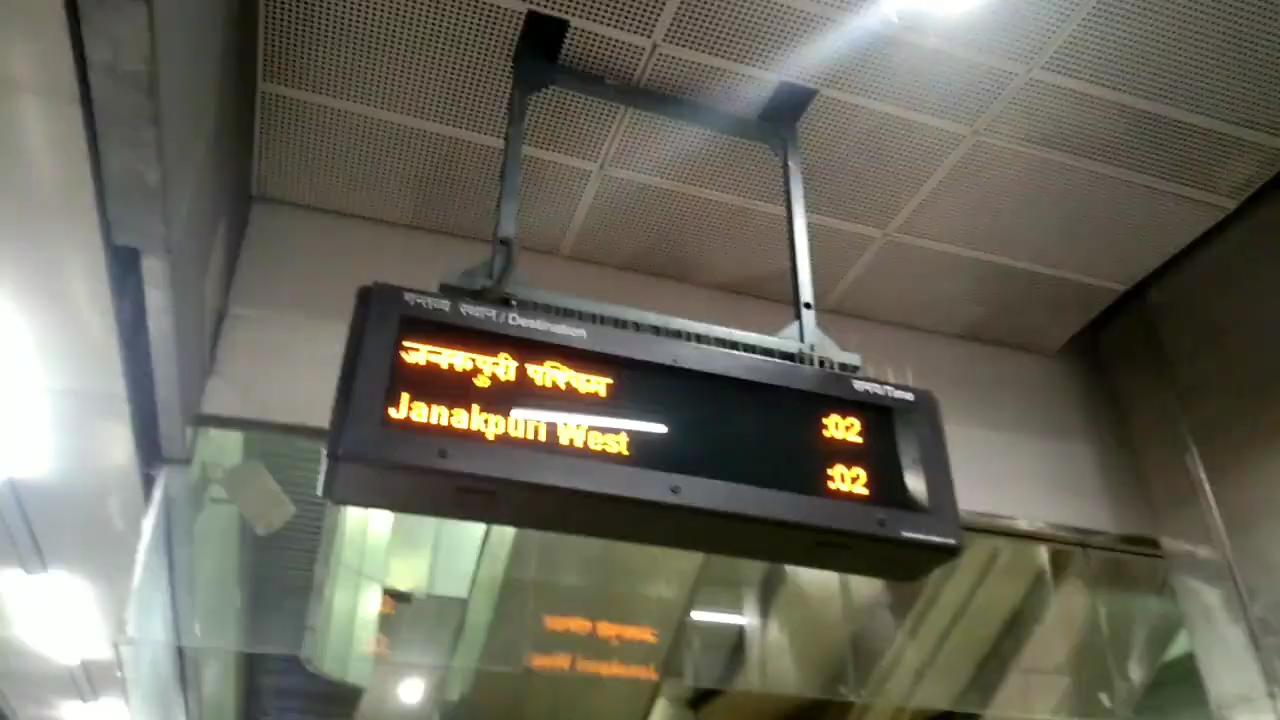 गन्तव्य स्थान / Destination
समय/Time
जनकपुरी पश्चिम :02
Janakpuri West :02